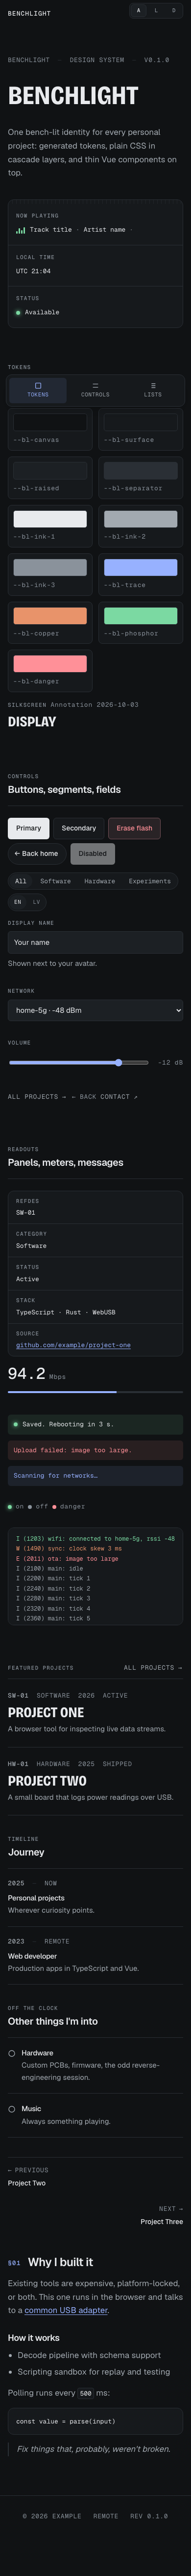 BENCHLIGHT
A L D
BENCHLIGHT · DESIGN SYSTEM · V0.1.0
BENCHLIGHT
One bench-lit identity for every personal
project: generated tokens, plain CSS in
cascade layers, and thin Vue components on
top.
NOW PLAYING
Track title · Artist name ·
LOCAL TIME
UTC 21:04
STATUS
Available
TOKENS
TOKENS CONTROLS LISTS
--bl-canvas --bl-surface
--bl-raised --bl-separator
--bl-ink-1 --bl-ink-2
--bl-ink-3 --bl-trace
--bl-copper --bl-phosphor
--bl-danger
SILKSCREEN Annotation 2026-10-03
DISPLAY
CONTROLS
Buttons, segments, fields
Primary Secondary Erase flash
← Back home Disabled
All Software Hardware Experiments
EN LV
DISPLAY NAME
Your name
Shown next to your avatar.
NETWORK
home-5g · -48 dBm
VOLUME
-12 dB
ALL PROJECTS → ← BACK CONTACT ↗
READOUTS
Panels, meters, messages
REFDES
SW-01
CATEGORY
Software
STATUS
Active
STACK
TypeScript · Rust · WebUSB
SOURCE
github.com/example/project-one
94.2 Mbps
Saved. Rebooting in 3 s.
Upload failed: image too large.
Scanning for networks…
on off danger
I (1203) wifi: connected to home-5g, rssi -48
W (1490) sync: clock skew 3 ms
E (2011) ota: image too large
I (2100) main: idle
I (2200) main: tick 1
I (2240) main: tick 2
I (2280) main: tick 3
I (2320) main: tick 4
I (2360) main: tick 5
FEATURED PROJECTS ALL PROJECTS →
SW-01 SOFTWARE 2026 ACTIVE
PROJECT ONE
A browser tool for inspecting live data streams.
HW-01 HARDWARE 2025 SHIPPED
PROJECT TWO
A small board that logs power readings over USB.
TIMELINE
Journey
2025 — NOW
Personal projects
Wherever curiosity points.
2023 — REMOTE
Web developer
Production apps in TypeScript and Vue.
OFF THE CLOCK
Other things I'm into
Hardware
Custom PCBs, firmware, the odd reverse-
engineering session.
Music
Always something playing.
← PREVIOUS
Project Two
NEXT →
Project Three
§01 Why I built it
Existing tools are expensive, platform-locked,
or both. This one runs in the browser and talks
to a common USB adapter.
How it works
• Decode pipeline with schema support
• Scripting sandbox for replay and testing
Polling runs every 500 ms:
const value = parse(input)
Fix things that, probably, weren't broken.
© 2026 EXAMPLE REMOTE REV 0.1.0